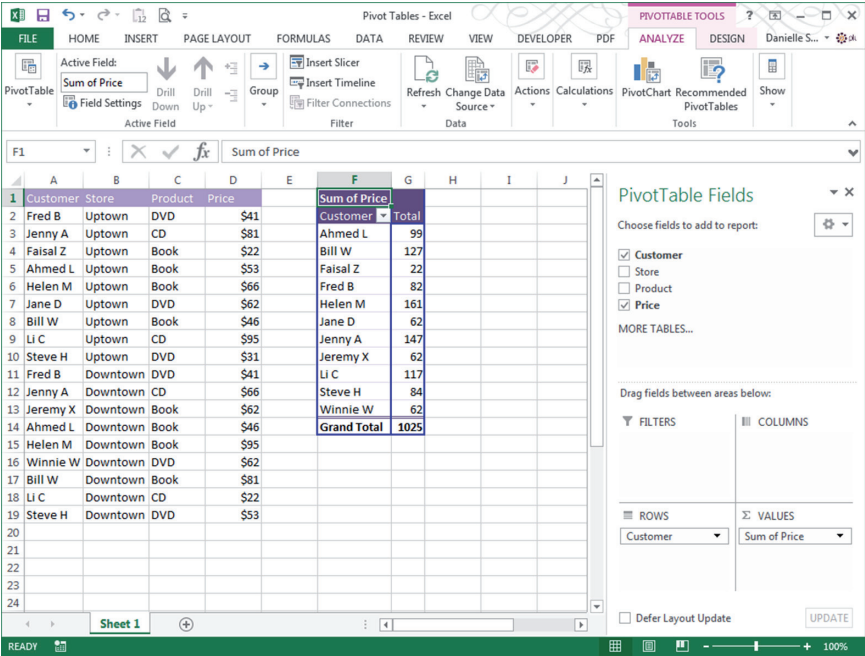 Pivot Tables - Excel
PIVOTTABLE TOOLS
?
FILE HOME INSERT PAGE LAYOUT FORMULAS DATA REVIEW VIEW DEVELOPER PDF ANALYZE DESIGN Danielle S...
PivotTable
Active Field:
Sum of Price
Field Settings
Drill Down
Drill Up
Active Field
Group
Insert Slicer
Insert Timeline
Filter Connections
Filter
Refresh
Change Data Source
Data
Actions
Calculations
PivotChart
Recommended PivotTables
Tools
Show
F1 fx Sum of Price
A B C D E F G H I J
1 Customer Store Product Price Sum of Price
2 Fred B Uptown DVD $41 Customer Total
3 Jenny A Uptown CD $81 Ahmed L 99
4 Faisal Z Uptown Book $22 Bill W 127
5 Ahmed L Uptown Book $53 Faisal Z 22
6 Helen M Uptown Book $66 Fred B 82
7 Jane D Uptown DVD $62 Helen M 161
8 Bill W Uptown Book $46 Jane D 62
9 Li C Uptown CD $95 Jenny A 147
10 Steve H Uptown DVD $31 Jeremy X 62
11 Fred B Downtown DVD $41 Li C 117
12 Jenny A Downtown CD $66 Steve H 84
13 Jeremy X Downtown Book $62 Winnie W 62
14 Ahmed L Downtown Book $46 Grand Total 1025
15 Helen M Downtown Book $95
16 Winnie W Downtown DVD $62
17 Bill W Downtown Book $81
18 Li C Downtown CD $22
19 Steve H Downtown DVD $53
20
21
22
23
24
PivotTable Fields
Choose fields to add to report:
Customer
Store
Product
Price
MORE TABLES...
Drag fields between areas below:
FILTERS
COLUMNS
ROWS
Σ VALUES
Customer
Sum of Price
Defer Layout Update
UPDATE
Sheet 1
READY
100%